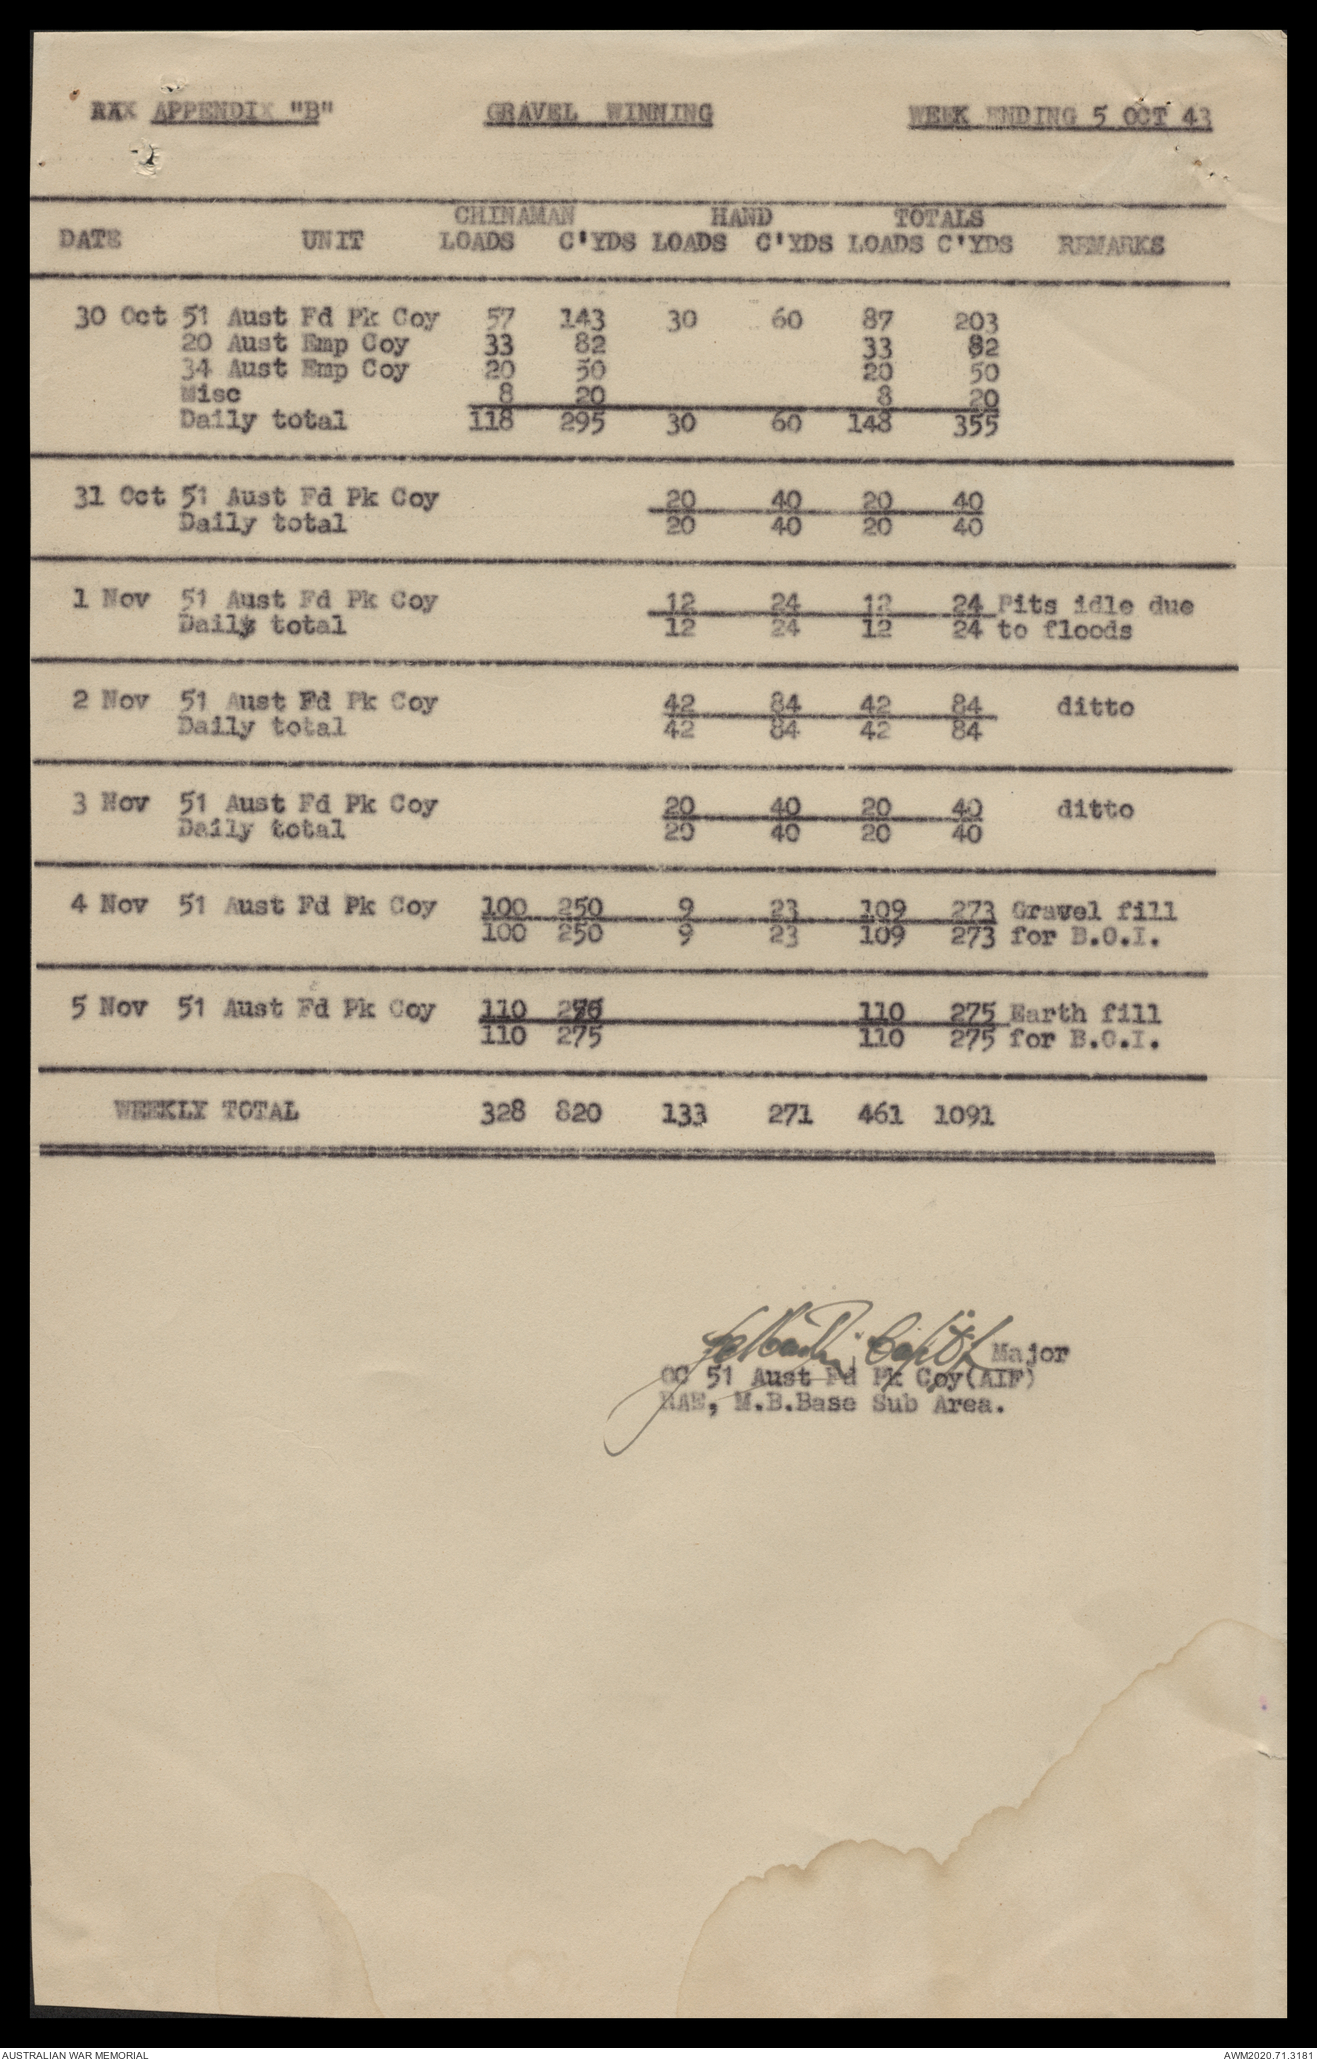 RAX APPENDIX "B" GRAVEL WINNING WEEK ENDING 5 OCT 43
CHINAMAN HAND TOTALS
DATE UNIT LOADS C'YDS LOADS C'YDS LOADS C'YDS REMARKS
30 Oct 51 Aust Fd Pk Coy 57 143 30 60 87 203
20 Aust Emp Coy 33 82 33 82
34 Aust Emp Coy 20 50 20 50
Misc 8 20 8 20
Daily total 118 295 30 60 148 355
31 Oct 51 Aust Fd Pk Coy 20 40 20 40
Daily total 20 40 20 40
1 Nov 51 Aust Fd Pk Coy 12 24 12 24 Pits idle due
Daily total 12 24 12 24 to floods
2 Nov 51 Aust Fd Pk Coy 42 84 42 84 ditto
Daily total 42 84 42 84
3 Nov 51 Aust Fd Pk Coy 20 40 20 40 ditto
Daily total 20 40 20 40
4 Nov 51 Aust Fd Pk Coy 100 250 9 23 109 273 Gravel fill
100 250 9 23 109 273 for B.O.I.
5 Nov 51 Aust Fd Pk Coy 110 275 110 275 Earth fill
110 275 110 275 for B.O.I.
WEEKLY TOTAL 328 820 133 271 461 1091
Capt Major
OC 51 Aust Fd Pk Coy(AIF)
RAE, M.B.Base Sub Area.
AUSTRALIAN WAR MEMORIAL AWM2020.71.3181